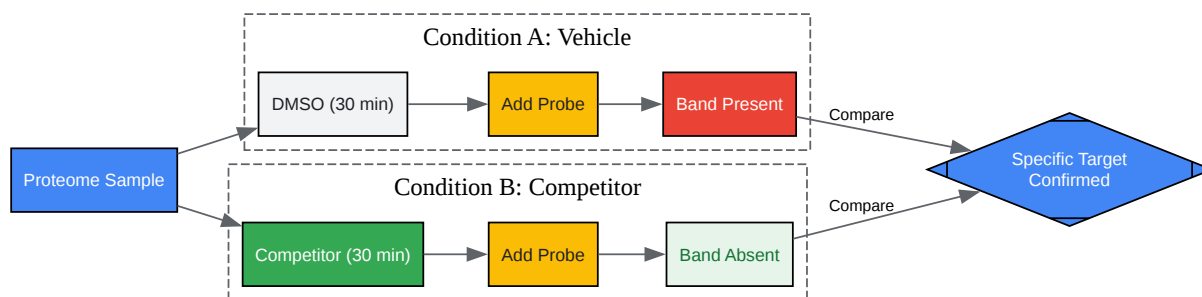 Condition A: Vehicle
DMSO (30 min)
Add Probe
Band Present
Compare
Proteome Sample
Specific Target
Confirmed
Condition B: Competitor
Competitor (30 min)
Add Probe
Band Absent
Compare